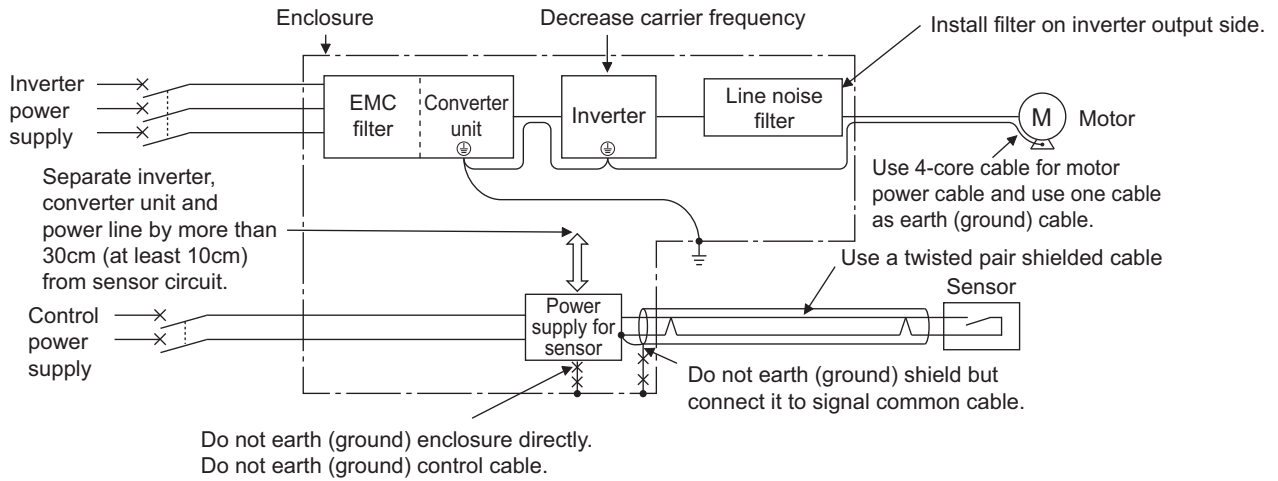 Enclosure
Decrease carrier frequency
Install filter on inverter output side.
Inverter
power
supply
EMC
filter
Converter
unit
Inverter
Line noise
filter
M
Motor
Use 4-core cable for motor
power cable and use one cable
as earth (ground) cable.
Separate inverter,
converter unit and
power line by more than
30cm (at least 10cm)
from sensor circuit.
Use a twisted pair shielded cable
Sensor
Control
power
supply
Power
supply for
sensor
Do not earth (ground) shield but
connect it to signal common cable.
Do not earth (ground) enclosure directly.
Do not earth (ground) control cable.